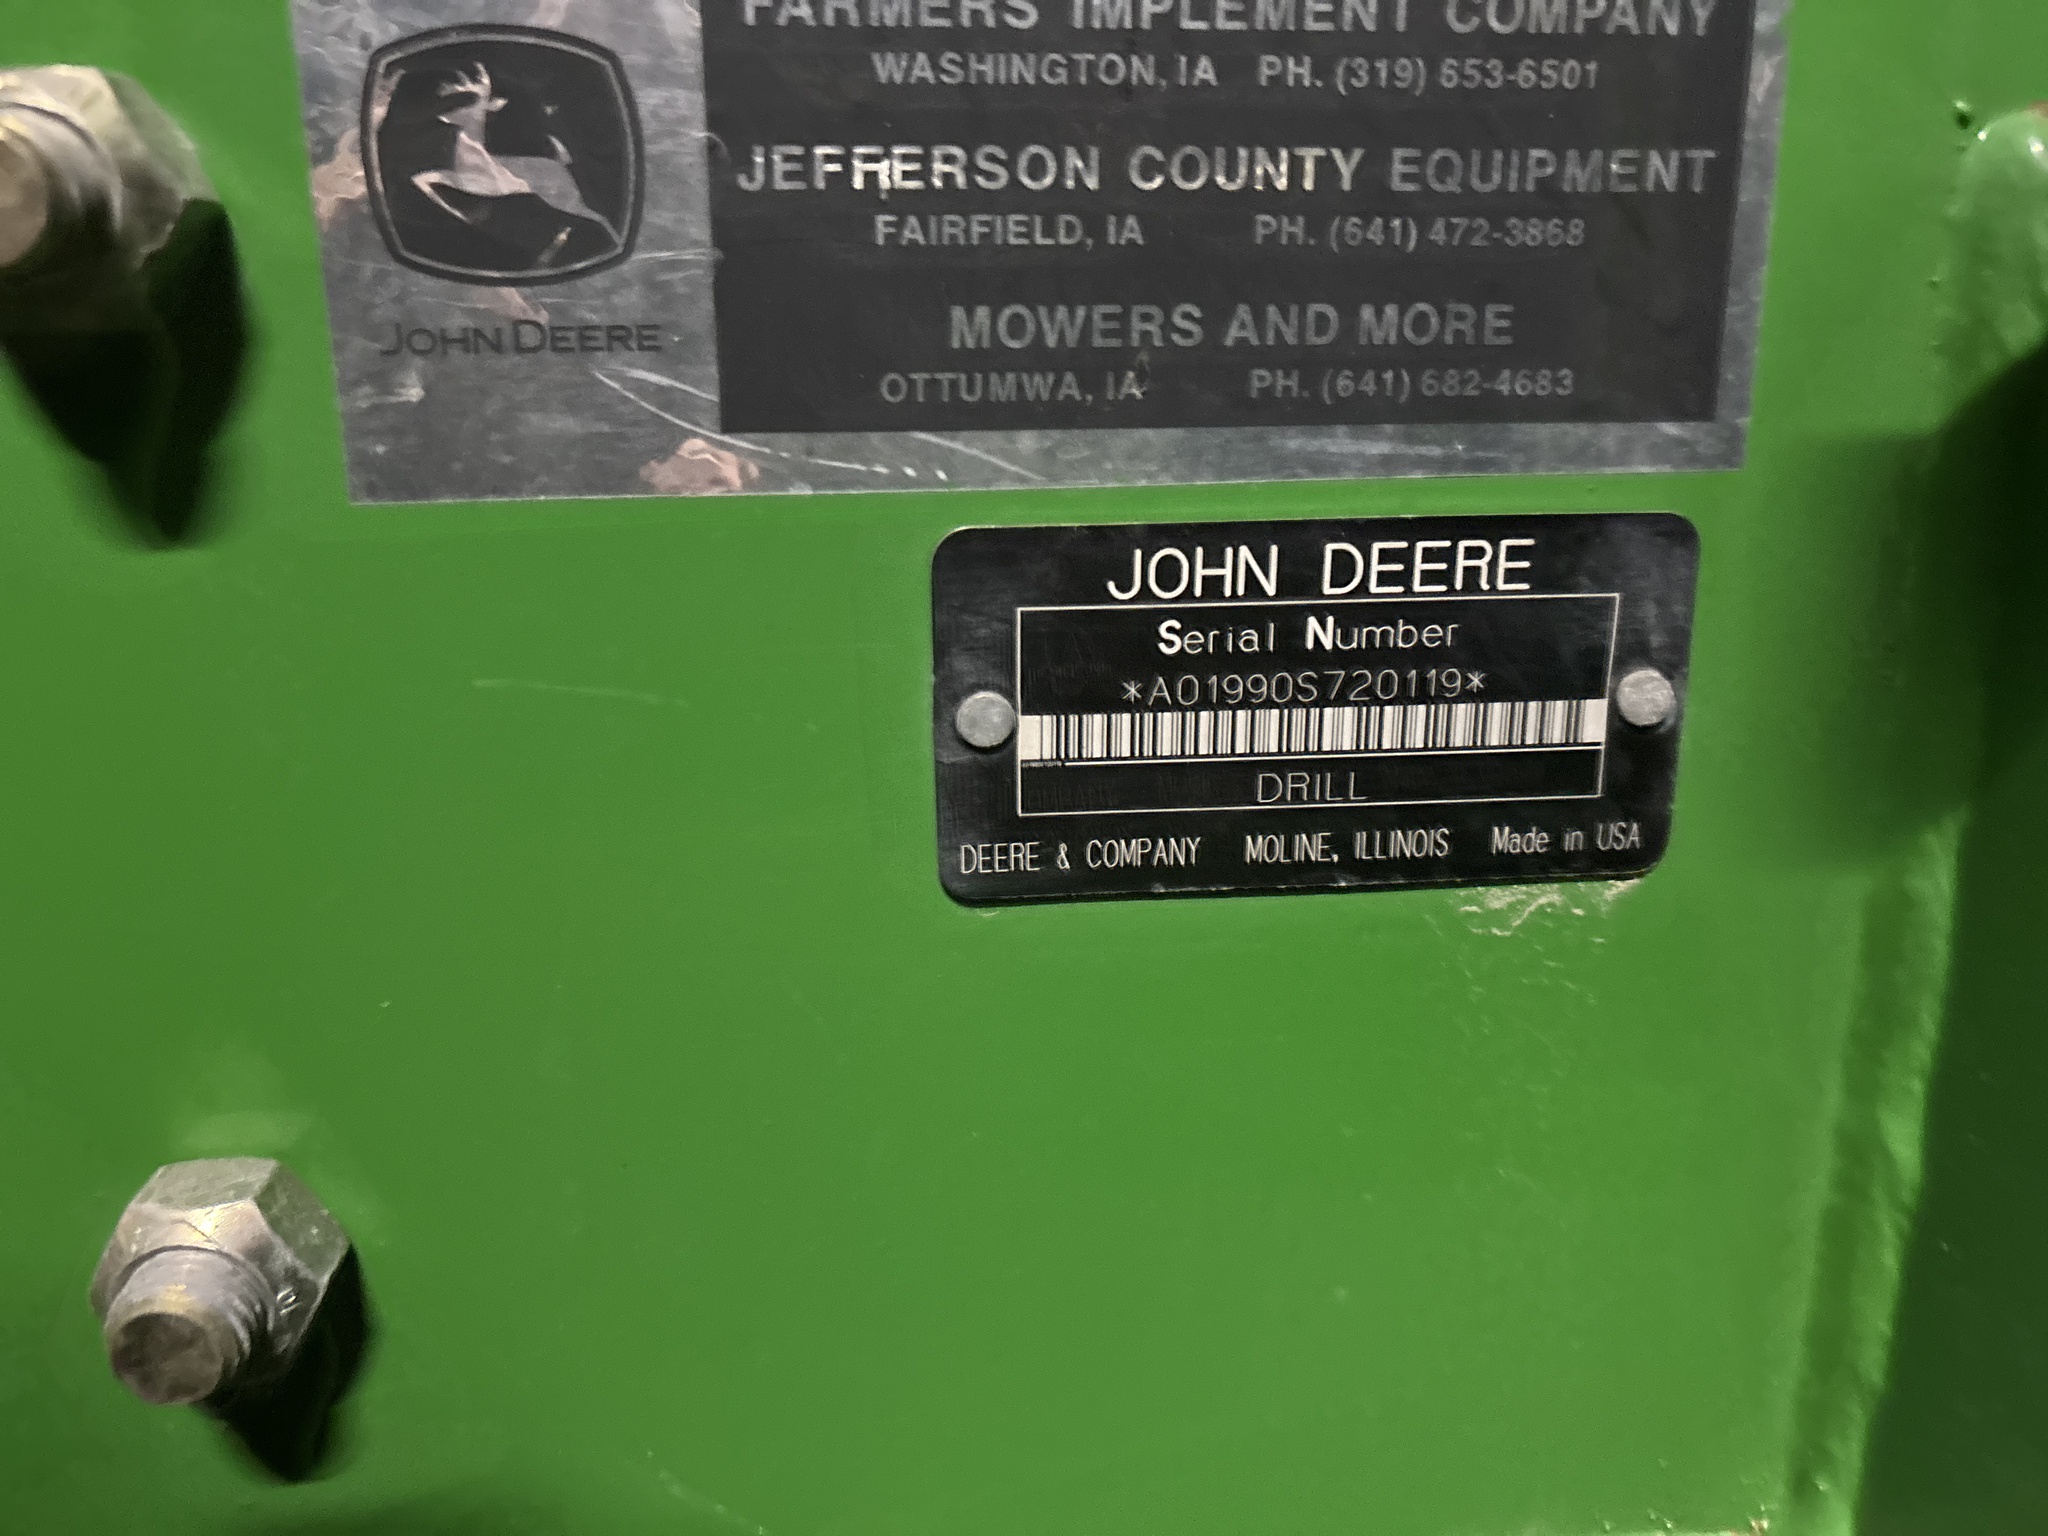 FARMERS IMPLEMENT COMPANY
WASHINGTON, IA PH. (319) 653-6501
JEFFERSON COUNTY EQUIPMENT
FAIRFIELD, IA PH. (641) 472-3868
MOWERS AND MORE
OTTUMWA, IA PH. (641) 682-4683
JOHN DEERE
JOHN DEERE
Serial Number
*A01990S720119*
DRILL
DEERE & COMPANY MOLINE, ILLINOIS Made in USA